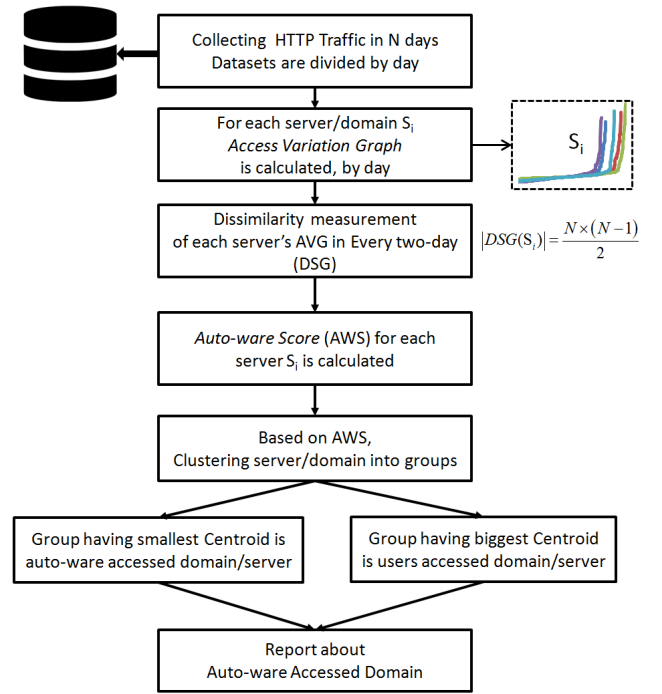 Collecting HTTP Traffic in N days
Datasets are divided by day
For each server/domain Si
Access Variation Graph
is calculated, by day
Si
Dissimilarity measurement
of each server's AVG in Every two-day
(DSG)
|DSG(Si)|= N×(N−1) / 2
Auto-ware Score (AWS) for each
server Si is calculated
Based on AWS,
Clustering server/domain into groups
Group having smallest Centroid is
auto-ware accessed domain/server
Group having biggest Centroid
is users accessed domain/server
Report about
Auto-ware Accessed Domain